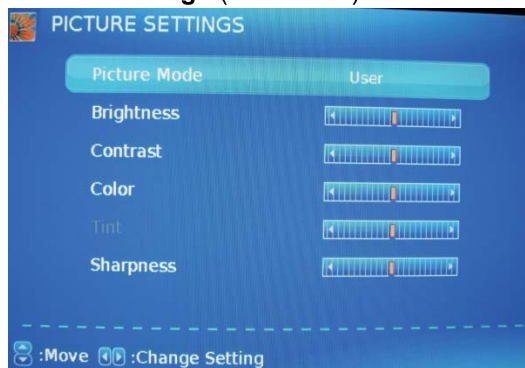 PICTURE SETTINGS
Picture Mode User
Brightness
Contrast
Color
Tint
Sharpness
:Move :Change Setting